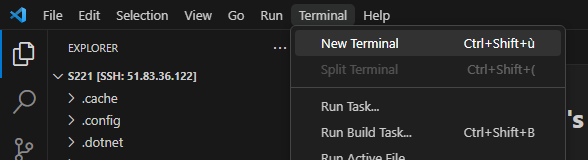 File Edit Selection View Go Run Terminal Help
EXPLORER ...
S221 [SSH: 51.83.36.122]
.cache
.config
.dotnet
New Terminal Ctrl+Shift+ù
Split Terminal Ctrl+Shift+(
Run Task...
Run Build Task... Ctrl+Shift+B
Run Active File
's